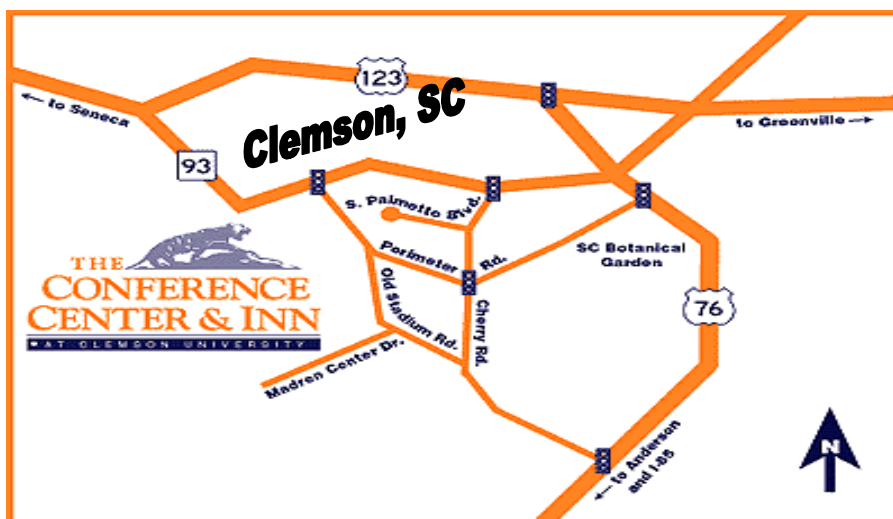 123
← to Seneca
Clemson, SC
to Greenville →
93
S. Palmetto Blvd.
Perimeter Rd.
SC Botanical
Garden
THE
CONFERENCE
CENTER & INN
AT CLEMSON UNIVERSITY
Old Stadium Rd.
Cherry Rd.
76
Madren Center Dr.
← to Anderson
and I-85
N